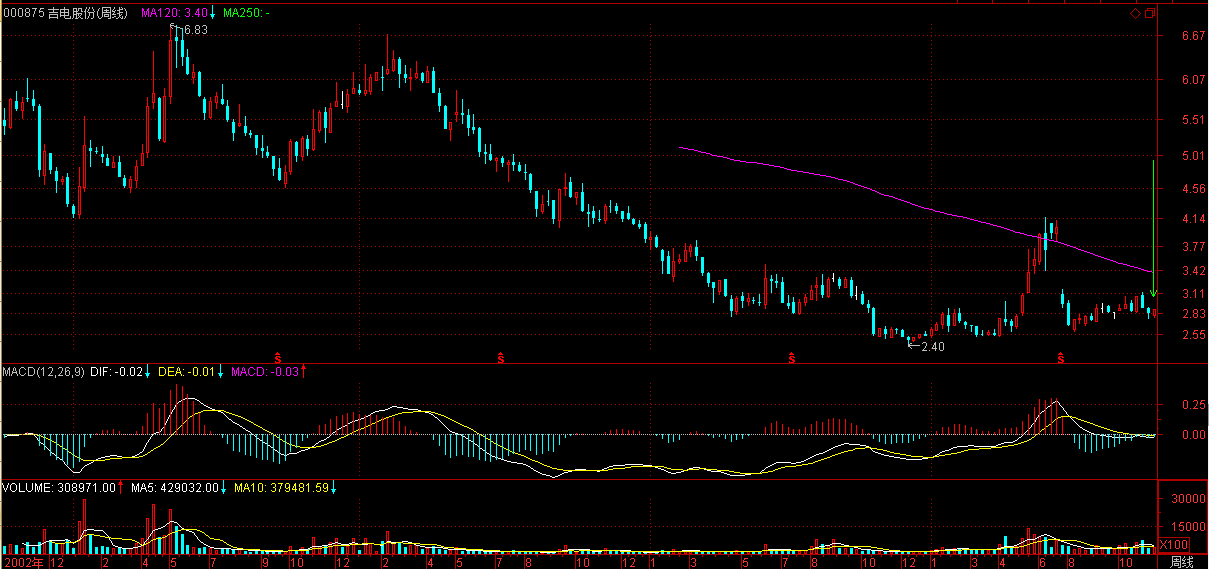 000875 吉电股份(周线) MA120: 3.40↓ MA250: -
6.83
6.67
6.07
5.51
5.01
4.56
4.14
3.77
3.42
3.11
2.83
2.55
2.40
S S S S
MACD(12,26,9) DIF: -0.02↓ DEA: -0.01↓ MACD: -0.03↑
0.25
0.00
VOLUME: 308971.00↑ MA5: 429032.00↓ MA10: 379481.59↓
30000
15000
X100
2002年 12 2 4 5 7 9 10 12 2 4 5 7 8 10 12 1 3 5 7 8 10 12 1 3 4 6 8 10 周线